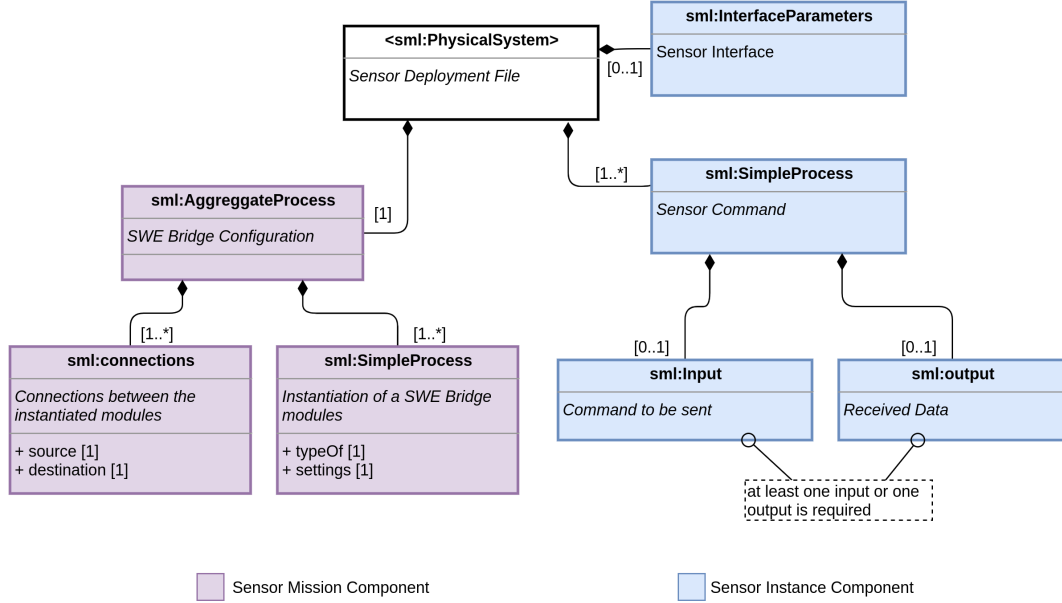 <sml:PhysicalSystem>
Sensor Deployment File
sml:InterfaceParameters
Sensor Interface
[0..1]
[1..*]
sml:SimpleProcess
Sensor Command
[1]
sml:AggreggateProcess
SWE Bridge Configuration
[1..*]
[1..*]
sml:connections
Connections between the
instantiated modules
+ source [1]
+ destination [1]
sml:SimpleProcess
Instantiation of a SWE Bridge
modules
+ typeOf [1]
+ settings [1]
[0..1]
[0..1]
sml:Input
Command to be sent
sml:output
Received Data
at least one input or one
output is required
Sensor Mission Component
Sensor Instance Component